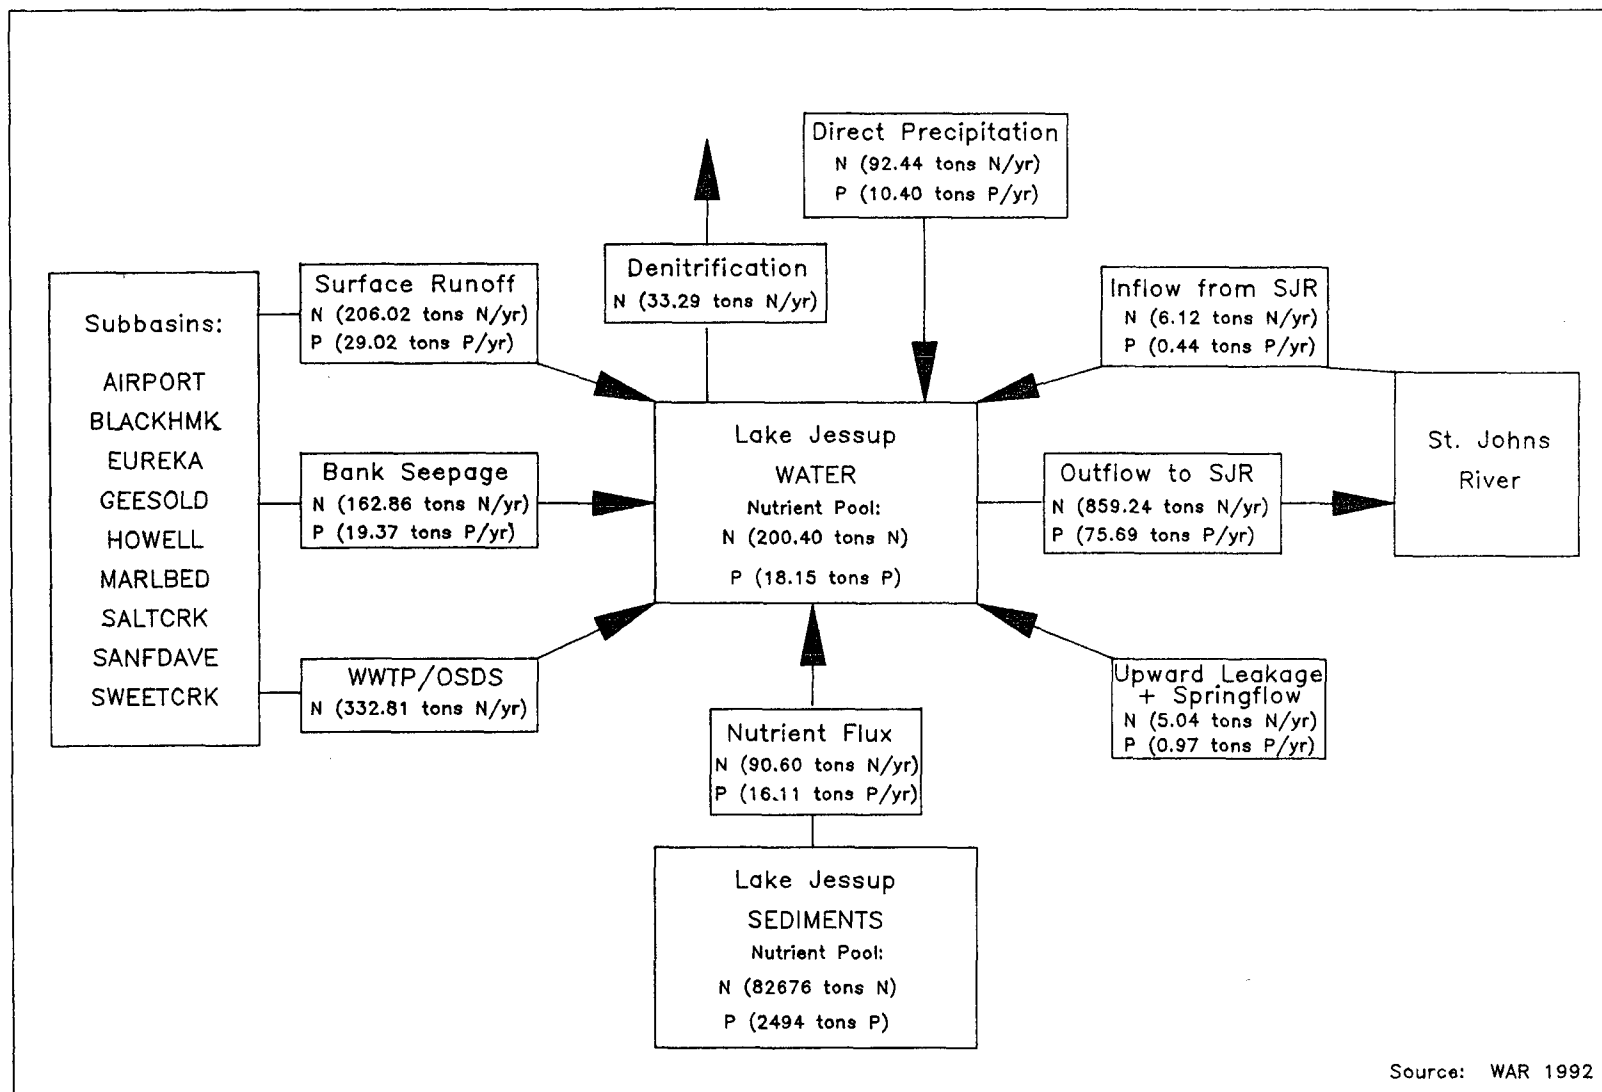 Direct Precipitation
N (92.44 tons N/yr)
P (10.40 tons P/yr)
Denitrification
N (33.29 tons N/yr)
Surface Runoff
N (206.02 tons N/yr)
P (29.02 tons P/yr)
Inflow from SJR
N (6.12 tons N/yr)
P (0.44 tons P/yr)
Subbasins:
AIRPORT
BLACKHMK
EUREKA
GEESOLD
HOWELL
MARLBED
SALTCRK
SANFDAVE
SWEETCRK
Bank Seepage
N (162.86 tons N/yr)
P (19.37 tons P/yr)
Lake Jessup
WATER
Nutrient Pool:
N (200.40 tons N)
P (18.15 tons P)
Outflow to SJR
N (859.24 tons N/yr)
P (75.69 tons P/yr)
St. Johns
River
WWTP/OSDS
N (332.81 tons N/yr)
Nutrient Flux
N (90.60 tons N/yr)
P (16.11 tons P/yr)
Upward Leakage
+ Springflow
N (5.04 tons N/yr)
P (0.97 tons P/yr)
Lake Jessup
SEDIMENTS
Nutrient Pool:
N (82676 tons N)
P (2494 tons P)
Source: WAR 1992